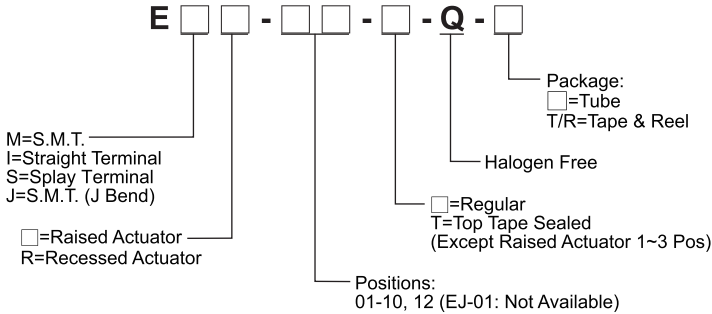 E □ □ - □ □ - □ - Q - □
Package:
□=Tube
T/R=Tape & Reel
M=S.M.T.
I=Straight Terminal
S=Splay Terminal
J=S.M.T. (J Bend)
Halogen Free
□=Regular
T=Top Tape Sealed
(Except Raised Actuator 1~3 Pos)
□=Raised Actuator
R=Recessed Actuator
Positions:
01-10, 12 (EJ-01: Not Available)